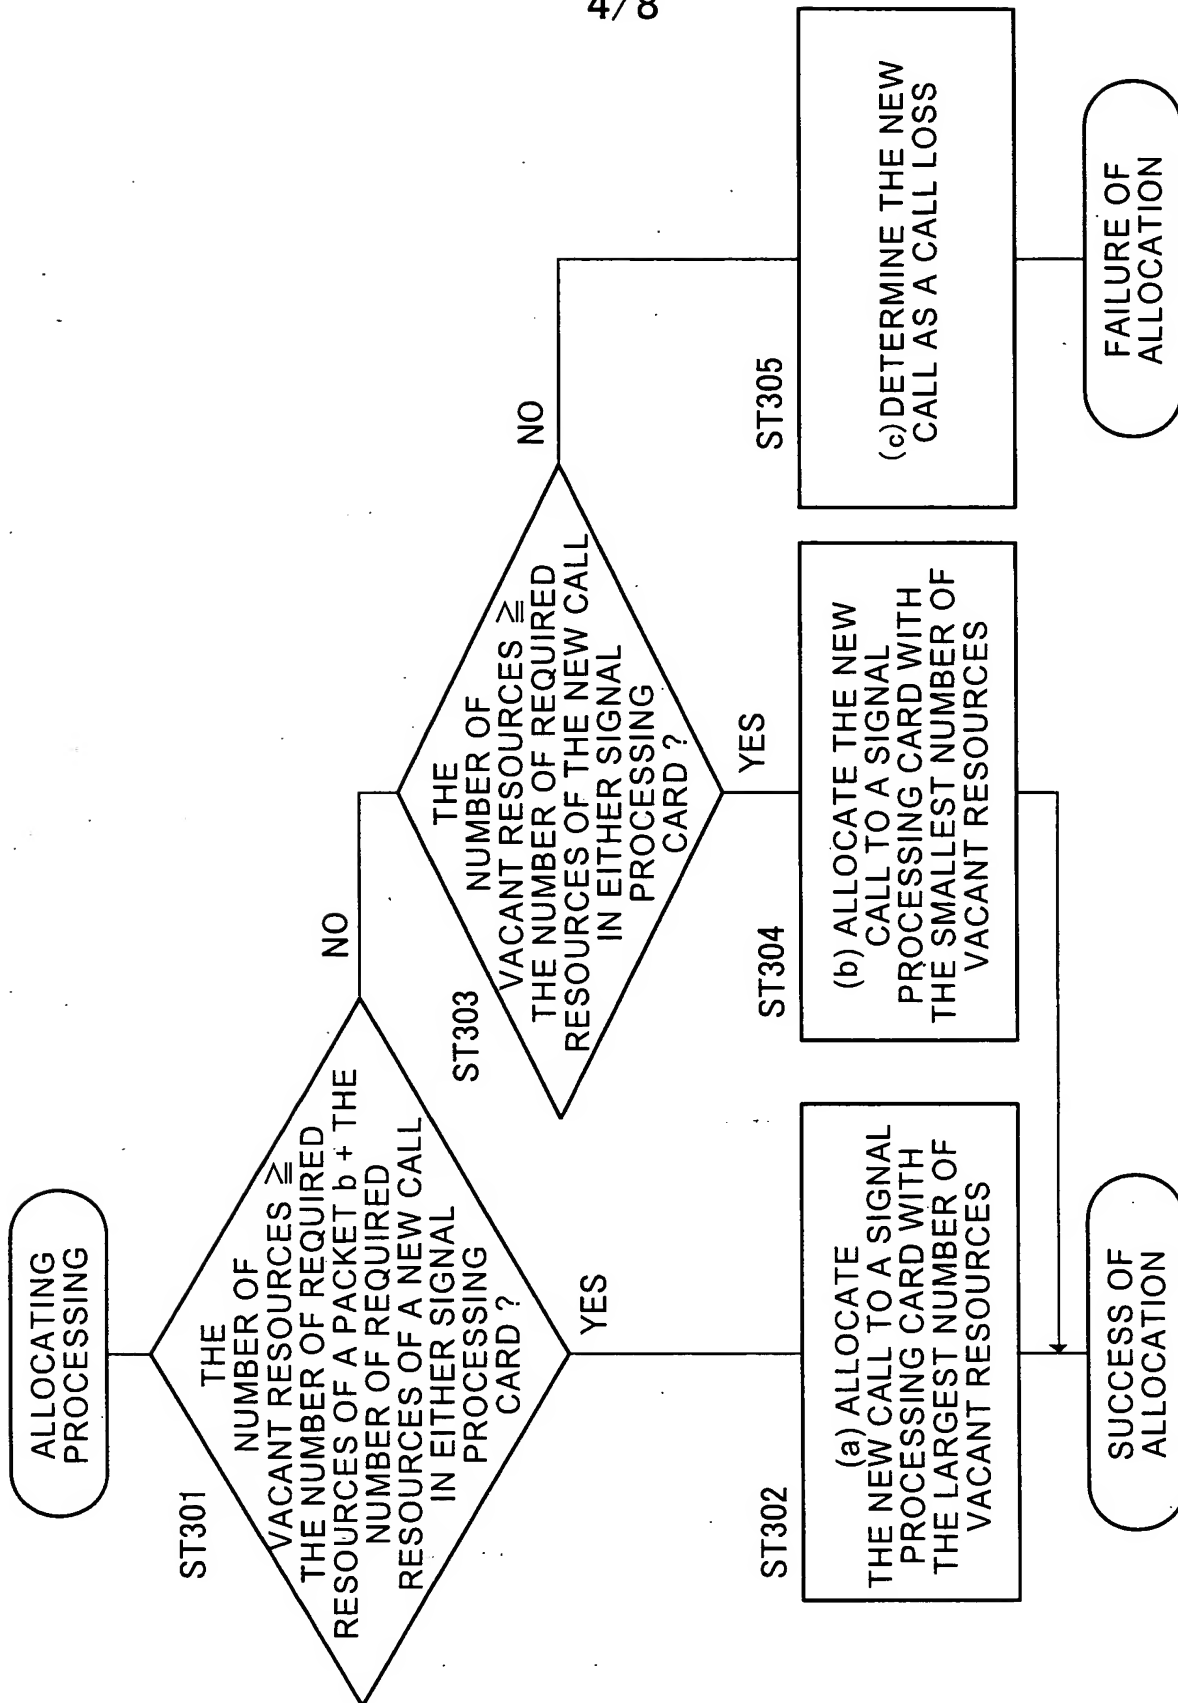 4/8
ALLOCATING
PROCESSING
ST301
THE
NUMBER OF
VACANT RESOURCES ≧
THE NUMBER OF REQUIRED
RESOURCES OF A PACKET b + THE
NUMBER OF REQUIRED
RESOURCES OF A NEW CALL
IN EITHER SIGNAL
PROCESSING
CARD ?
NO
YES
ST303
THE
NUMBER OF
VACANT RESOURCES ≧
THE NUMBER OF REQUIRED
RESOURCES OF THE NEW CALL
IN EITHER SIGNAL
PROCESSING
CARD ?
NO
YES
ST302
(a) ALLOCATE
THE NEW CALL TO A SIGNAL
PROCESSING CARD WITH
THE LARGEST NUMBER OF
VACANT RESOURCES
ST304
(b) ALLOCATE THE NEW
CALL TO A SIGNAL
PROCESSING CARD WITH
THE SMALLEST NUMBER OF
VACANT RESOURCES
ST305
(c) DETERMINE THE NEW
CALL AS A CALL LOSS
SUCCESS OF
ALLOCATION
FAILURE OF
ALLOCATION